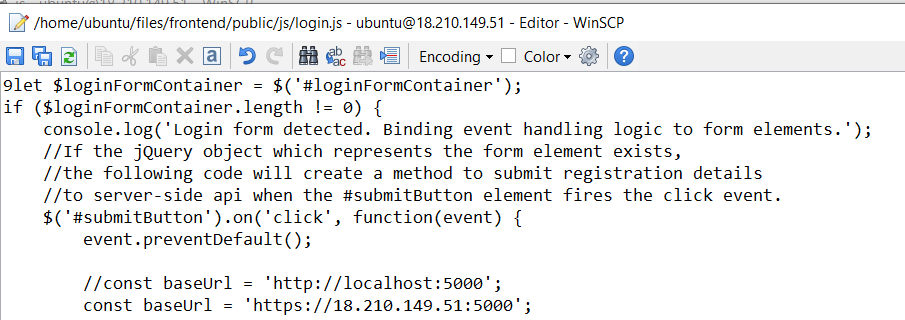 /home/ubuntu/files/frontend/public/js/login.js - ubuntu@18.210.149.51 - Editor - WinSCP
Encoding Color
9let $loginFormContainer = $('#loginFormContainer');
if ($loginFormContainer.length != 0) {
    console.log('Login form detected. Binding event handling logic to form elements.');
    //If the jQuery object which represents the form element exists,
    //the following code will create a method to submit registration details
    //to server-side api when the #submitButton element fires the click event.
    $('#submitButton').on('click', function(event) {
        event.preventDefault();

        //const baseUrl = 'http://localhost:5000';
        const baseUrl = 'https://18.210.149.51:5000';